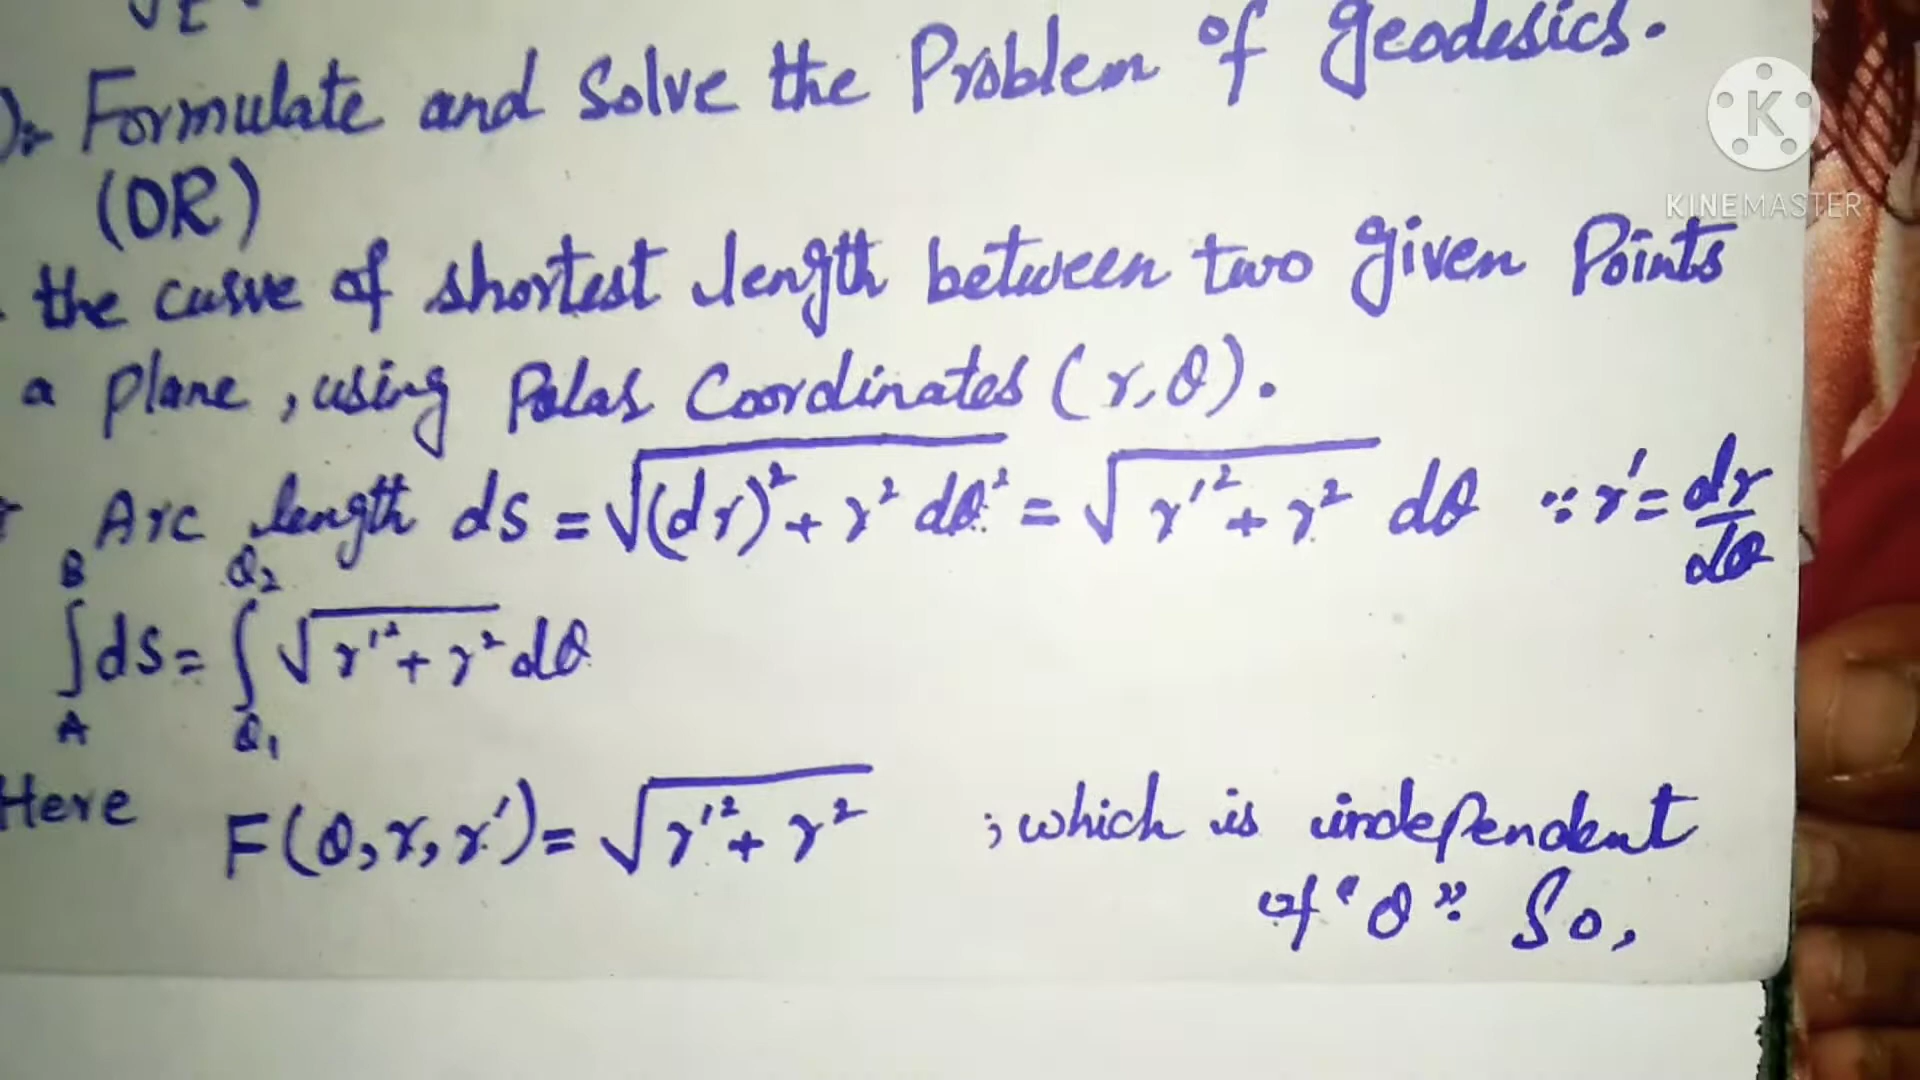 Formulate and Solve the Problem of geodesics.
(OR)
the curve of shortest length between two given Points
a plane, using Polar Coordinates (r, θ).
Arc length ds = √((dr)² + r² dθ²) = √(r'² + r²) dθ ∵ r' = dr/dθ
∫_A^B ds = ∫_θ₁^θ₂ √(r'² + r²) dθ
Here F(θ, r, r') = √(r'² + r²) ; which is independent
of "θ". So,
K
KINEMASTER